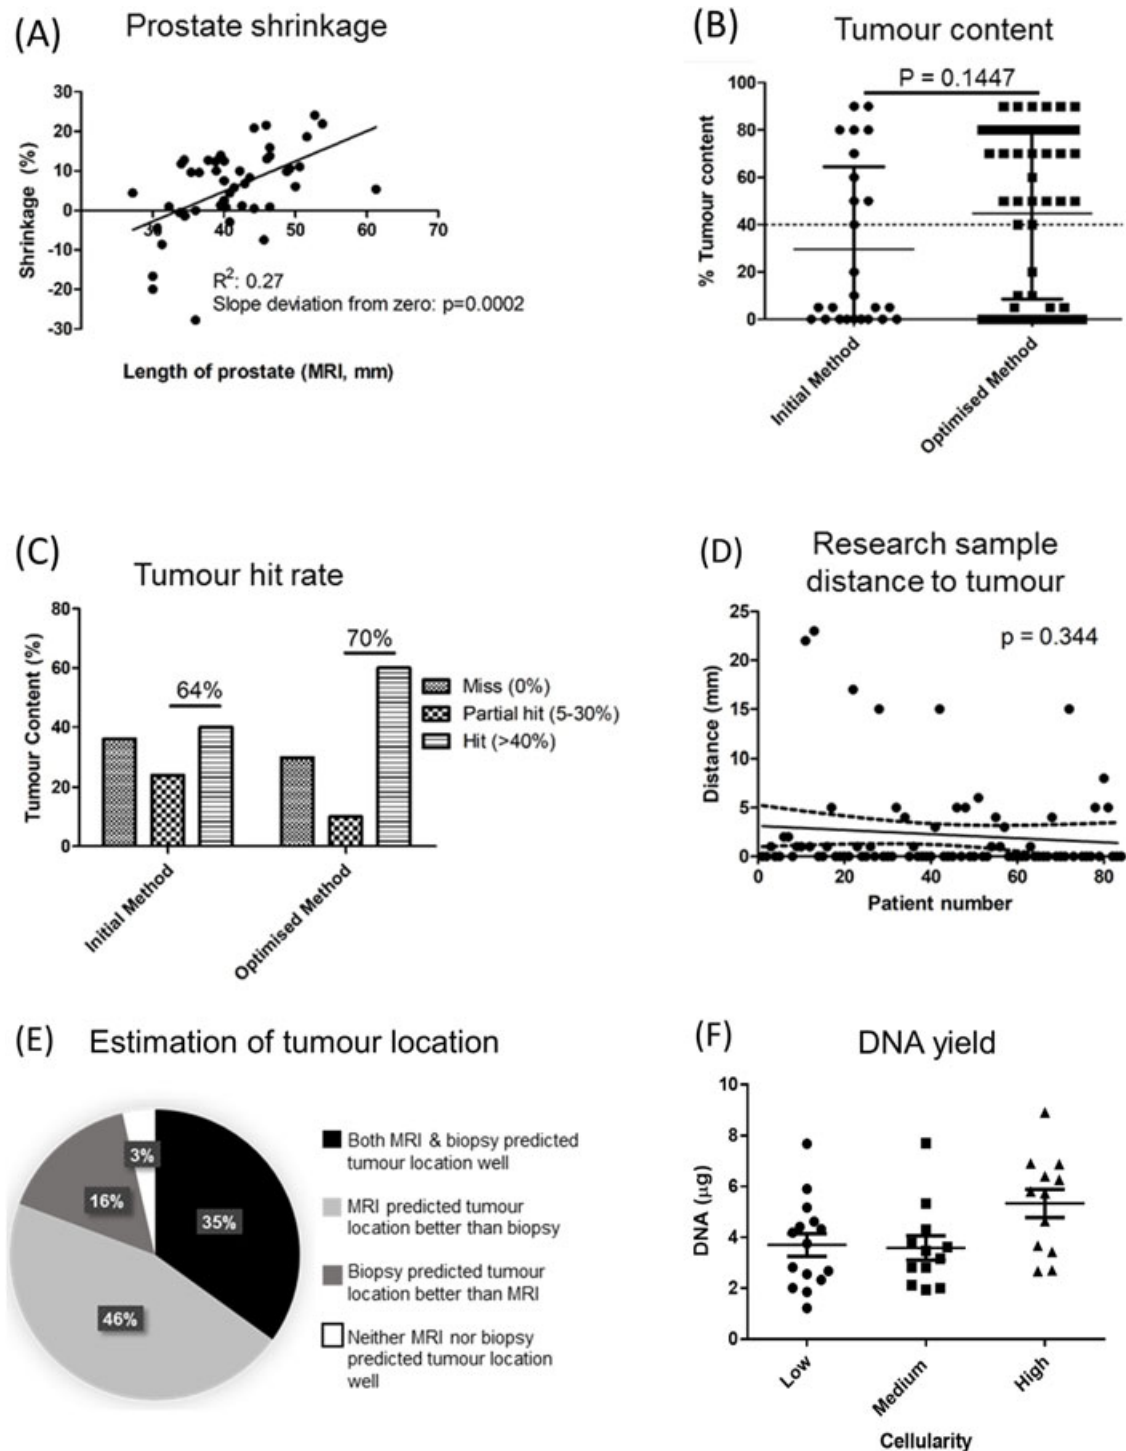 (A) Prostate shrinkage
30
20
10
0
-10
-20
-30
Shrinkage (%)
30 40 50 60 70
R²: 0.27
Slope deviation from zero: p=0.0002
Length of prostate (MRI, mm)
(B) Tumour content
P = 0.1447
100
80
60
40
20
0
% Tumour content
Initial Method
Optimised Method
(C) Tumour hit rate
80
60
40
20
0
Tumour Content (%)
64%
70%
Miss (0%)
Partial hit (5-30%)
Hit (>40%)
Initial Method
Optimised Method
(D) Research sample
distance to tumour
p = 0.344
25
20
15
10
5
0
Distance (mm)
0 20 40 60 80
Patient number
(E) Estimation of tumour location
3%
16%
35%
46%
Both MRI & biopsy predicted
tumour location well
MRI predicted tumour
location better than biopsy
Biopsy predicted tumour
location better than MRI
Neither MRI nor biopsy
predicted tumour location
well
(F) DNA yield
10
8
6
4
2
0
DNA (µg)
Low
Medium
High
Cellularity